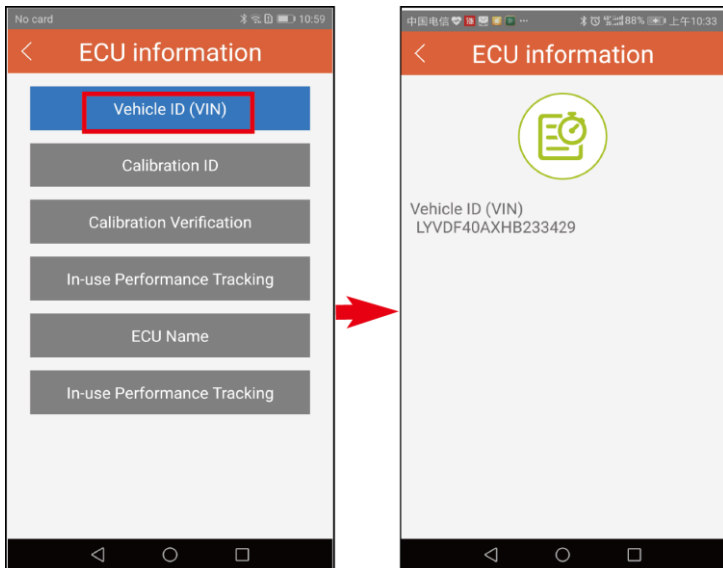 No card 10:59
ECU information
Vehicle ID (VIN)
Calibration ID
Calibration Verification
In-use Performance Tracking
ECU Name
In-use Performance Tracking
中国电信 88% 上午10:33
ECU information
Vehicle ID (VIN)
LYVDF40AXHB233429